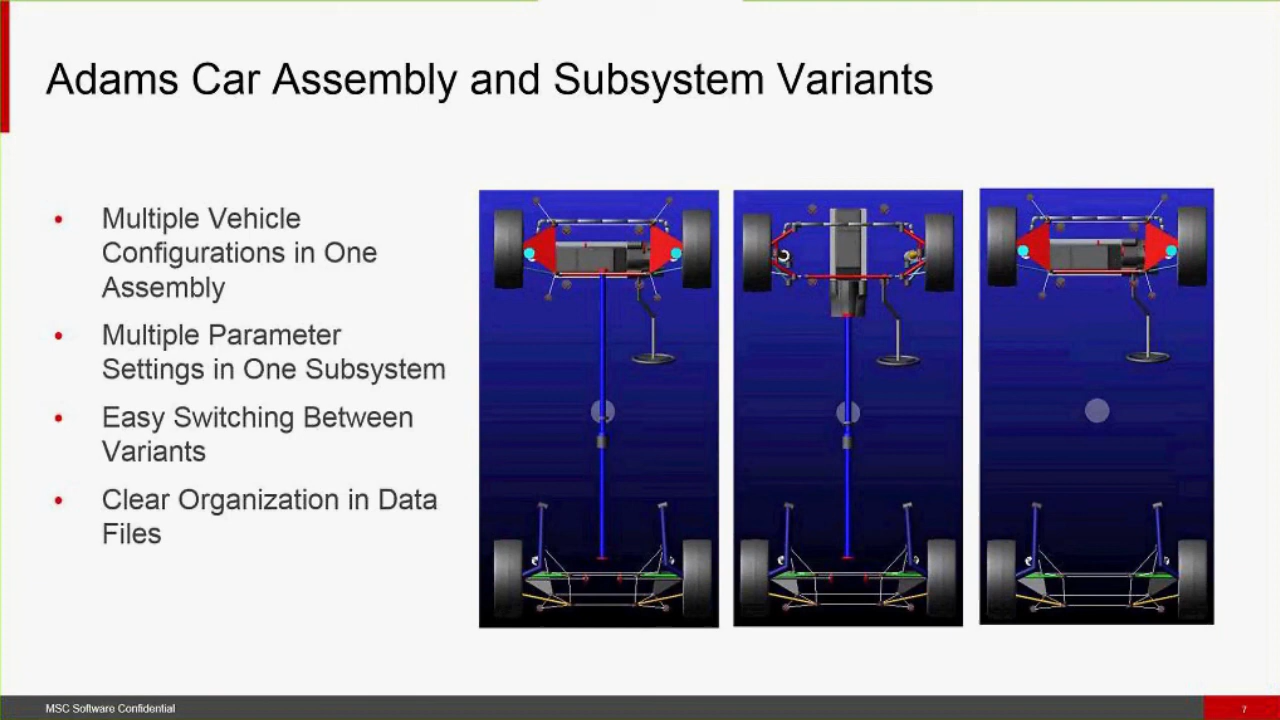 Adams Car Assembly and Subsystem Variants
• Multiple Vehicle
Configurations in One
Assembly
• Multiple Parameter
Settings in One Subsystem
• Easy Switching Between
Variants
• Clear Organization in Data
Files
MSC Software Confidential
7